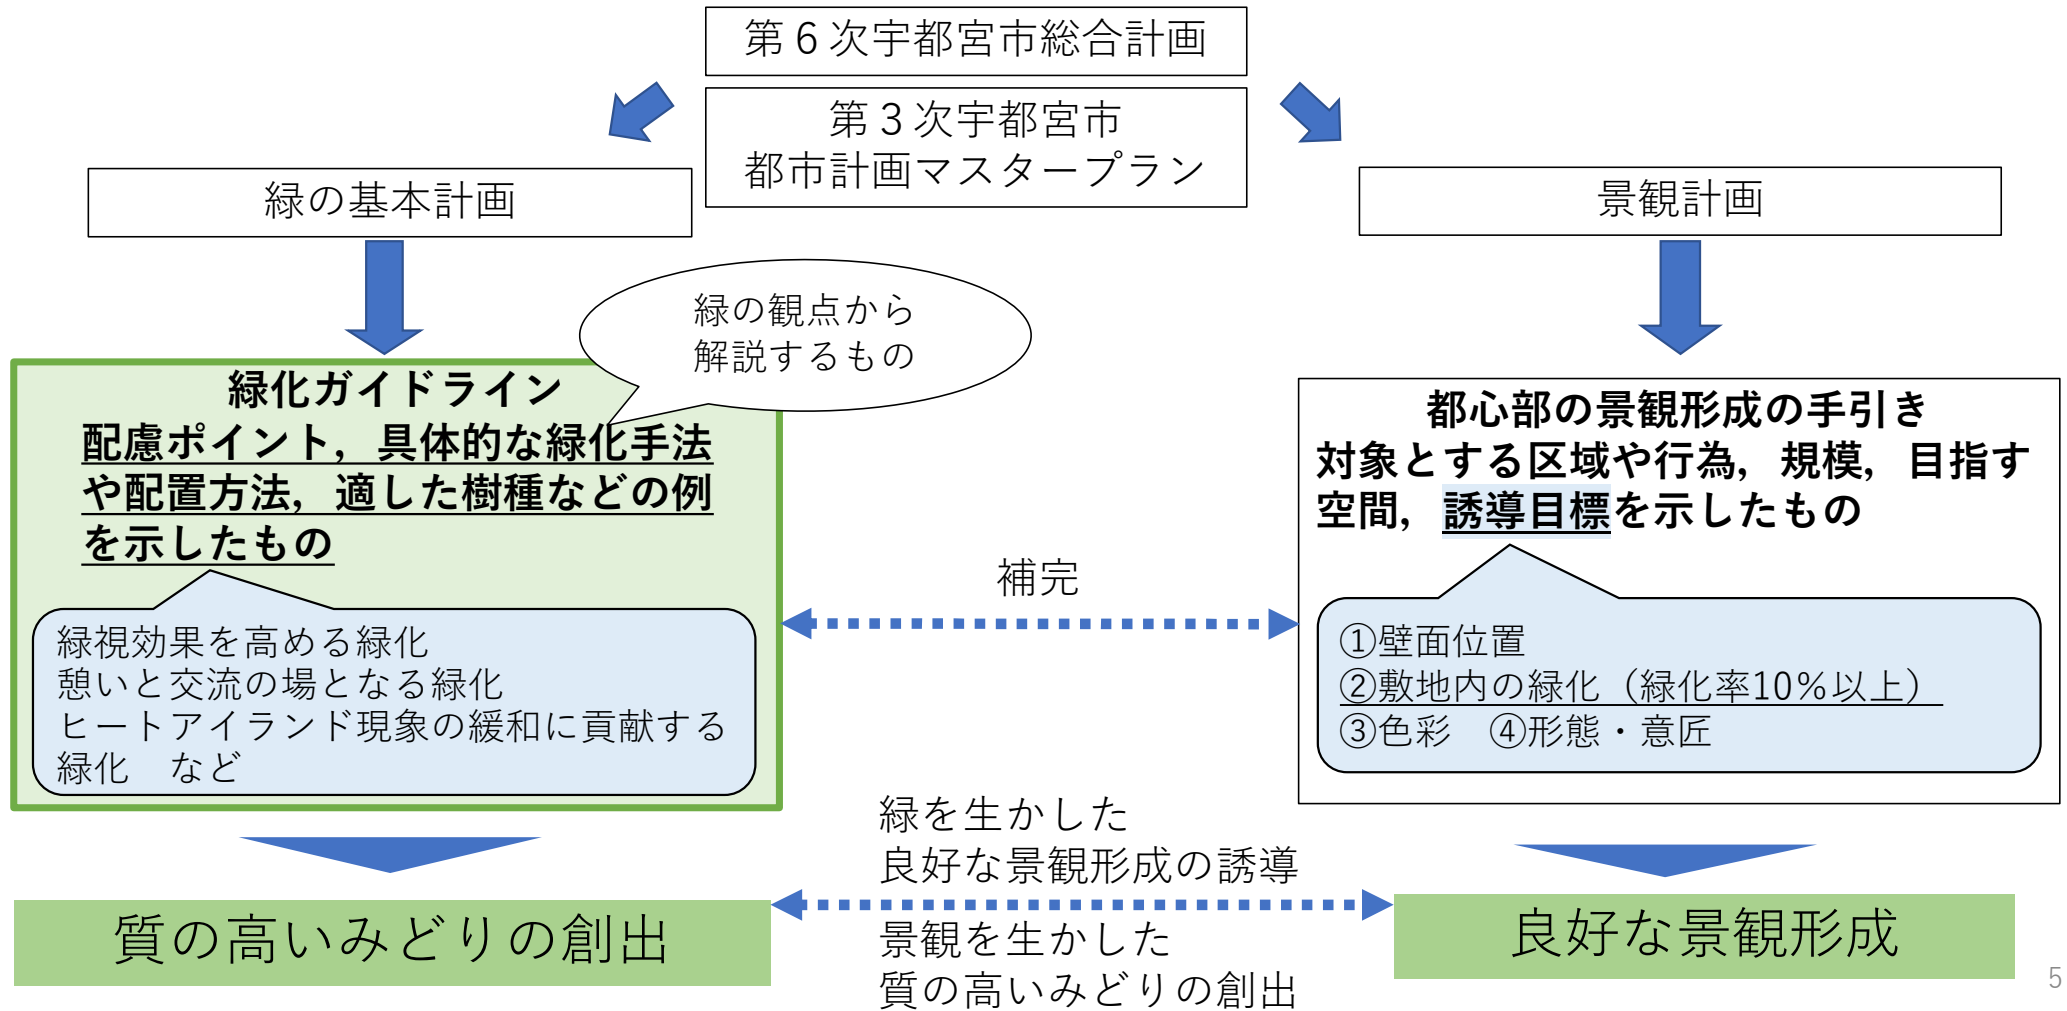 第６次宇都宮市総合計画
第３次宇都宮市
都市計画マスタープラン
緑の基本計画
景観計画
緑の観点から
解説するもの
緑化ガイドライン
配慮ポイント，具体的な緑化手法
や配置方法，適した樹種などの例
を示したもの
緑視効果を高める緑化
憩いと交流の場となる緑化
ヒートアイランド現象の緩和に貢献する
緑化　など
補完
都心部の景観形成の手引き
対象とする区域や行為，規模，目指す
空間，誘導目標を示したもの
①壁面位置
②敷地内の緑化（緑化率10％以上）
③色彩　④形態・意匠
緑を生かした
良好な景観形成の誘導
景観を生かした
質の高いみどりの創出
質の高いみどりの創出
良好な景観形成
5